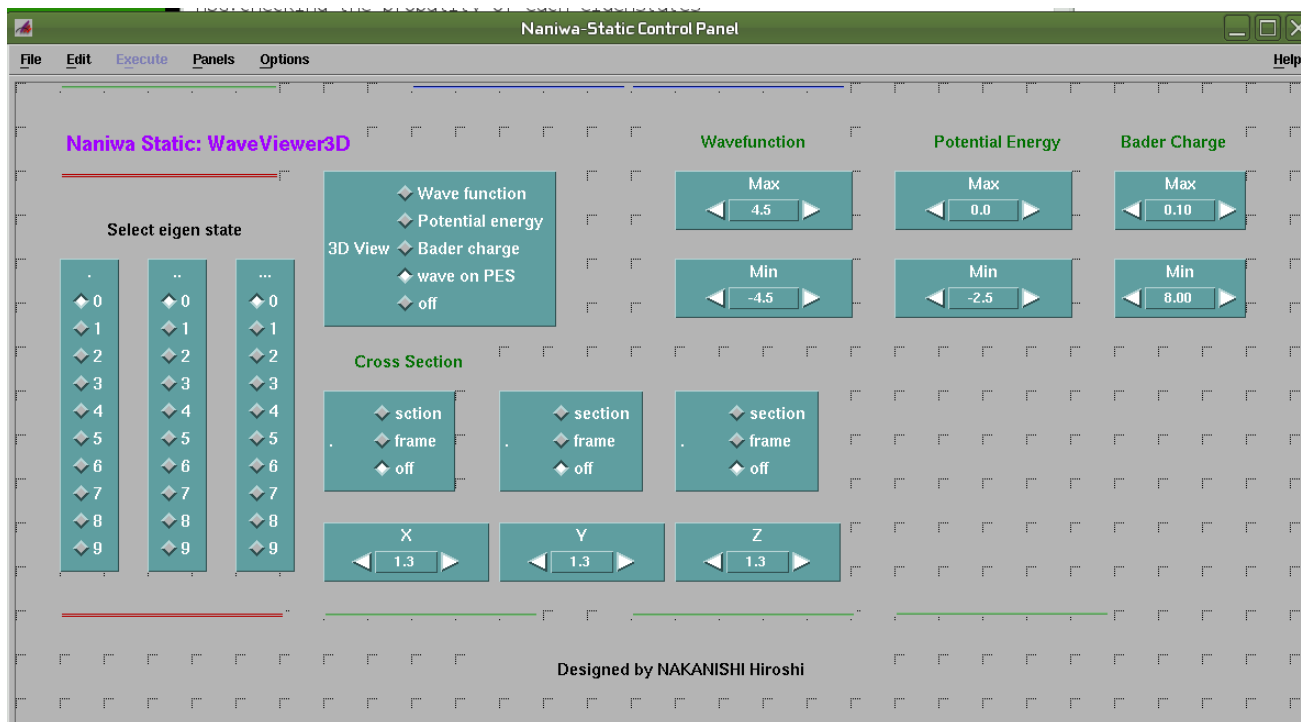 Naniwa-Static Control Panel
File Edit Execute Panels Options Help
Naniwa Static: WaveViewer3D
Select eigen state
. .. ...
0 0 0
1 1 1
2 2 2
3 3 3
4 4 4
5 5 5
6 6 6
7 7 7
8 8 8
9 9 9
3D View
Wave function
Potential energy
Bader charge
wave on PES
off
Wavefunction
Max
4.5
Min
-4.5
Potential Energy
Max
0.0
Min
-2.5
Bader Charge
Max
0.10
Min
8.00
Cross Section
.
sction
frame
off
.
section
frame
off
.
section
frame
off
X
1.3
Y
1.3
Z
1.3
Designed by NAKANISHI Hiroshi